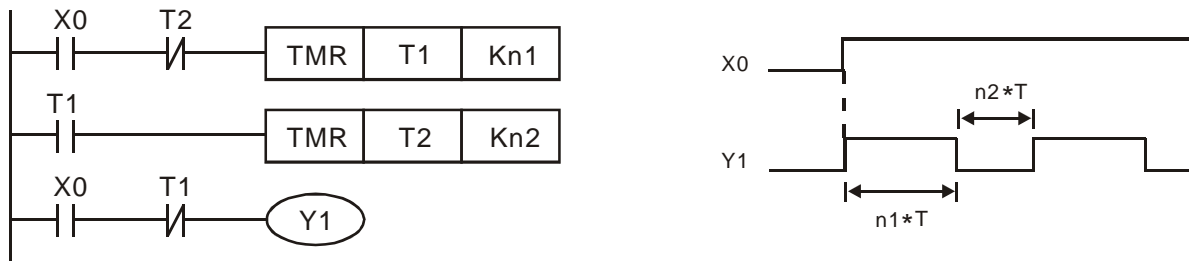 X0 T2
TMR T1 Kn1
T1
TMR T2 Kn2
X0 T1
Y1
X0
n2*T
Y1
n1*T